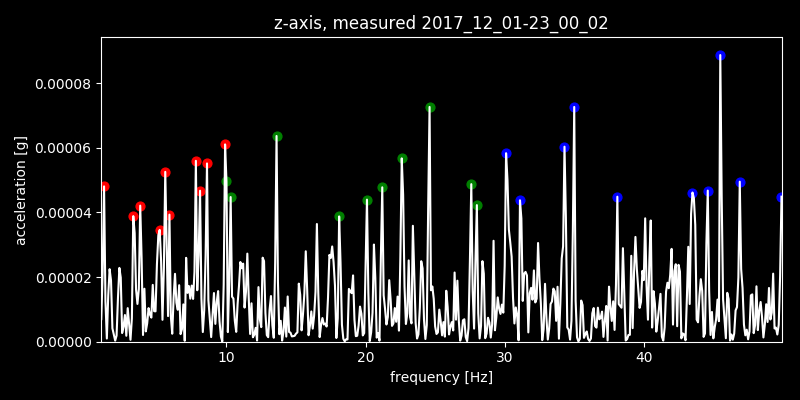 z-axis, measured 2017_12_01-23_00_02
0.00008
0.00006
0.00004
0.00002
0.00000
acceleration [g]
10 20 30 40
frequency [Hz]